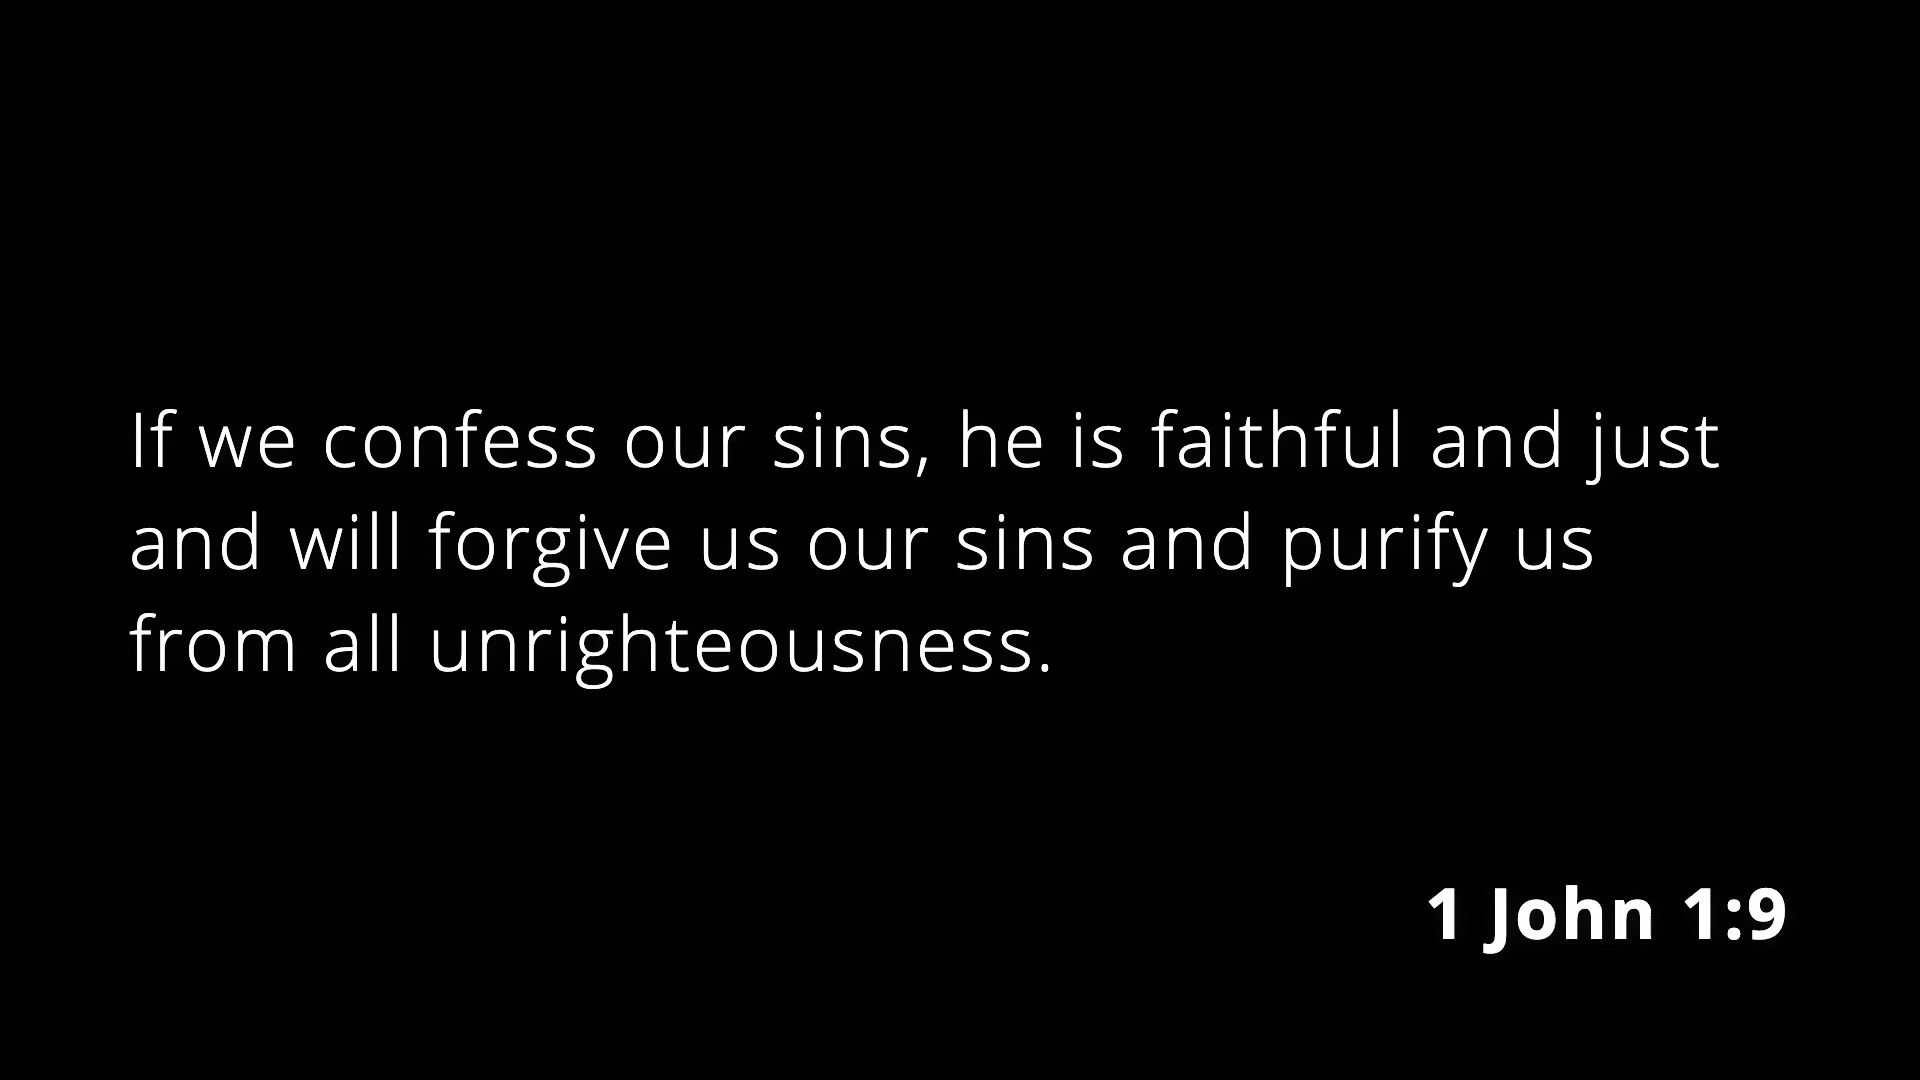 If we confess our sins, he is faithful and just
and will forgive us our sins and purify us
from all unrighteousness.
1 John 1:9